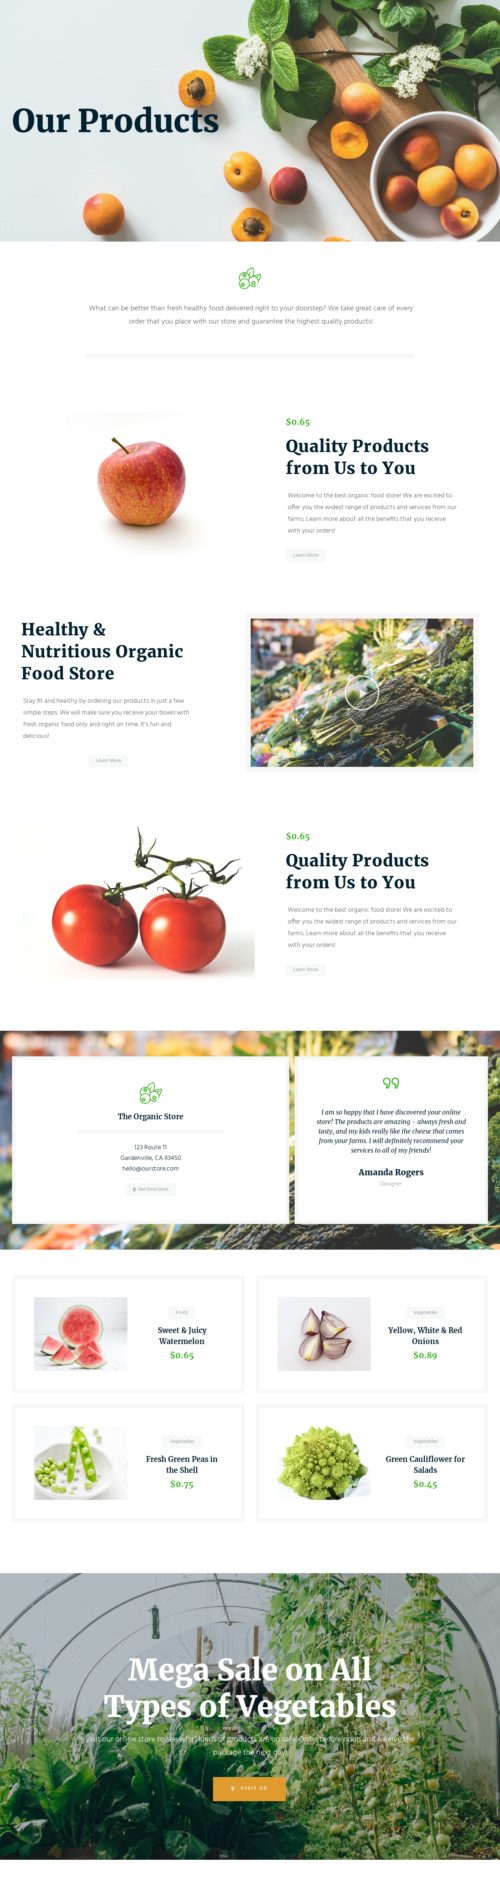 Our Products
What can be better than fresh healthy food delivered right to your doorstep? We take great care of every
order that you place with our store and guarantee the highest quality products!
$0.65
Quality Products
from Us to You
Welcome to the best organic food store! We are excited to
offer you the widest range of products and services from our
farms. Learn more about all the benefits that you receive
with your orders!
Learn More
Healthy &
Nutritious Organic
Food Store
Stay fit and healthy by ordering our products in just a few
simple steps. We will make sure you receive your boxes with
fresh organic food only and right on time. It's fun and
delicious!
Learn More
$0.65
Quality Products
from Us to You
Welcome to the best organic food store! We are excited to
offer you the widest range of products and services from our
farms. Learn more about all the benefits that you receive
with your orders!
Learn More
The Organic Store
123 Route 11
Gardenville, CA 93450
hello@ourstore.com
Get Directions
I am so happy that I have discovered your online
store! The products are amazing - always fresh and
tasty, and my kids really like the cheese that comes
from your farms. I will definitely recommend your
services to all of my friends!
Amanda Rogers
Designer
Fruits
Sweet & Juicy
Watermelon
$0.65
Vegetables
Yellow, White & Red
Onions
$0.89
Vegetables
Fresh Green Peas in
the Shell
$0.75
Vegetables
Green Cauliflower for
Salads
$0.45
Mega Sale on All
Types of Vegetables
Visit our online store to see what kinds of products are on sale! Order before noon and receive the
package the next day!
VISIT US